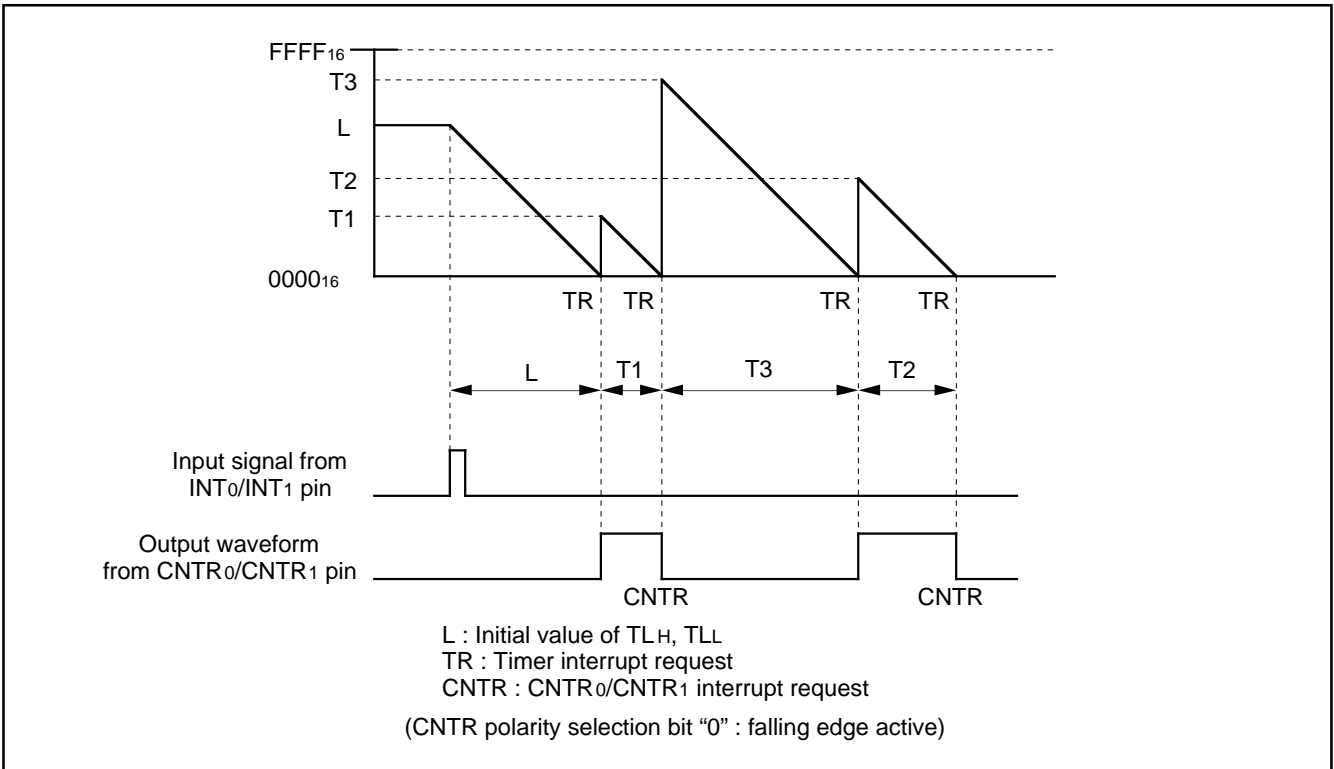 FFFF16
T3
L
T2
T1
000016
TR TR TR TR
L T1 T3 T2
Input signal from
INT0/INT1 pin
Output waveform
from CNTR0/CNTR1 pin
CNTR CNTR
L : Initial value of TLH, TLL
TR : Timer interrupt request
CNTR : CNTR0/CNTR1 interrupt request
(CNTR polarity selection bit “0” : falling edge active)